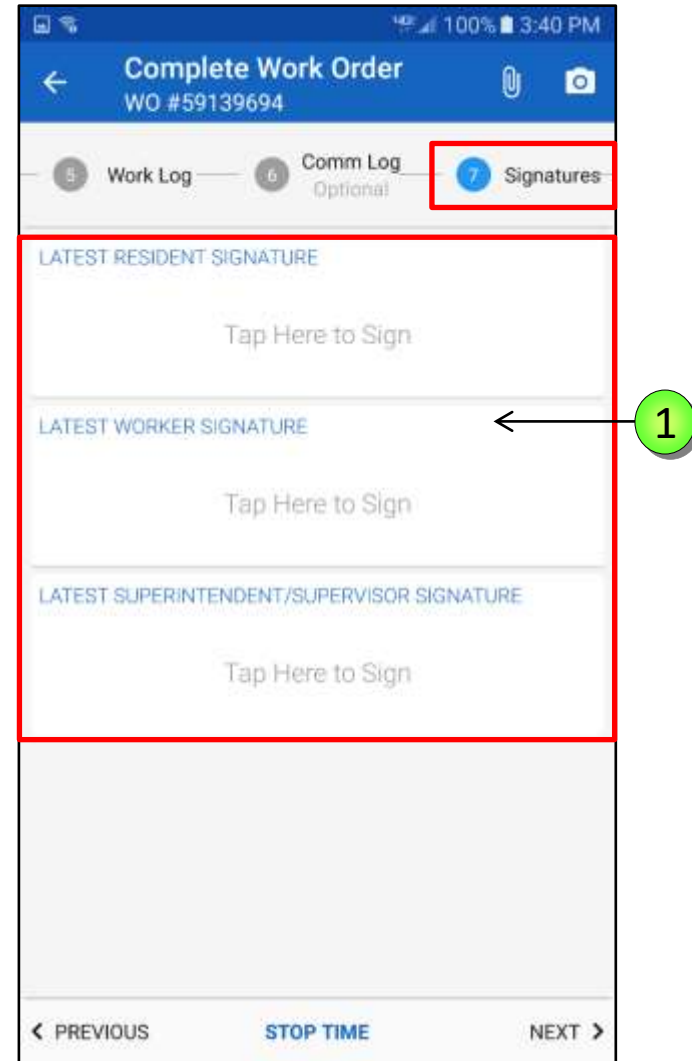 4G 100% 3:40 PM
Complete Work Order
WO #59139694
5 Work Log 6 Comm Log 7 Signatures
Optional
LATEST RESIDENT SIGNATURE
Tap Here to Sign
LATEST WORKER SIGNATURE
1
Tap Here to Sign
LATEST SUPERINTENDENT/SUPERVISOR SIGNATURE
Tap Here to Sign
PREVIOUS STOP TIME NEXT